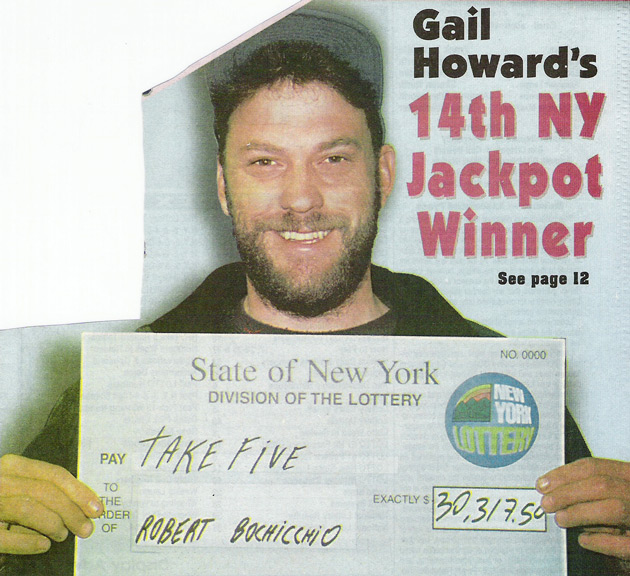 Gail
Howard's
14th NY
Jackpot
Winner
See page 12
NO. 0000
State of New York
DIVISION OF THE LOTTERY
NEW
YORK
LOTTERY
PAY TAKE FIVE
TO
THE
RDER
OF
ROBERT BOCHICCHIO
EXACTLY $ 30,317.50